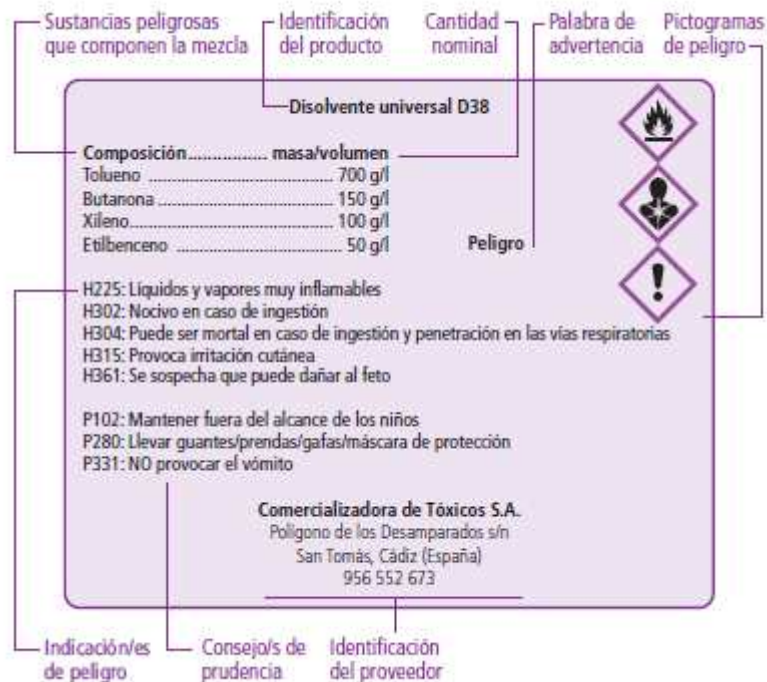 Sustancias peligrosas
que componen la mezcla
Identificación
del producto
Cantidad
nominal
Palabra de
advertencia
Pictogramas
de peligro
Disolvente universal D38
Composición................. masa/volumen
Tolueno ..................................... 700 g/l
Butanona ................................... 150 g/l
Xileno......................................... 100 g/l
Etilbenceno ................................. 50 g/l
Peligro
H225: Líquidos y vapores muy inflamables
H302: Nocivo en caso de ingestión
H304: Puede ser mortal en caso de ingestión y penetración en las vías respiratorias
H315: Provoca irritación cutánea
H361: Se sospecha que puede dañar al feto
P102: Mantener fuera del alcance de los niños
P280: Llevar guantes/prendas/gafas/máscara de protección
P331: NO provocar el vómito
Comercializadora de Tóxicos S.A.
Polígono de los Desamparados s/n
San Tomás, Cádiz (España)
956 552 673
Indicación/es
de peligro
Consejo/s de
prudencia
Identificación
del proveedor